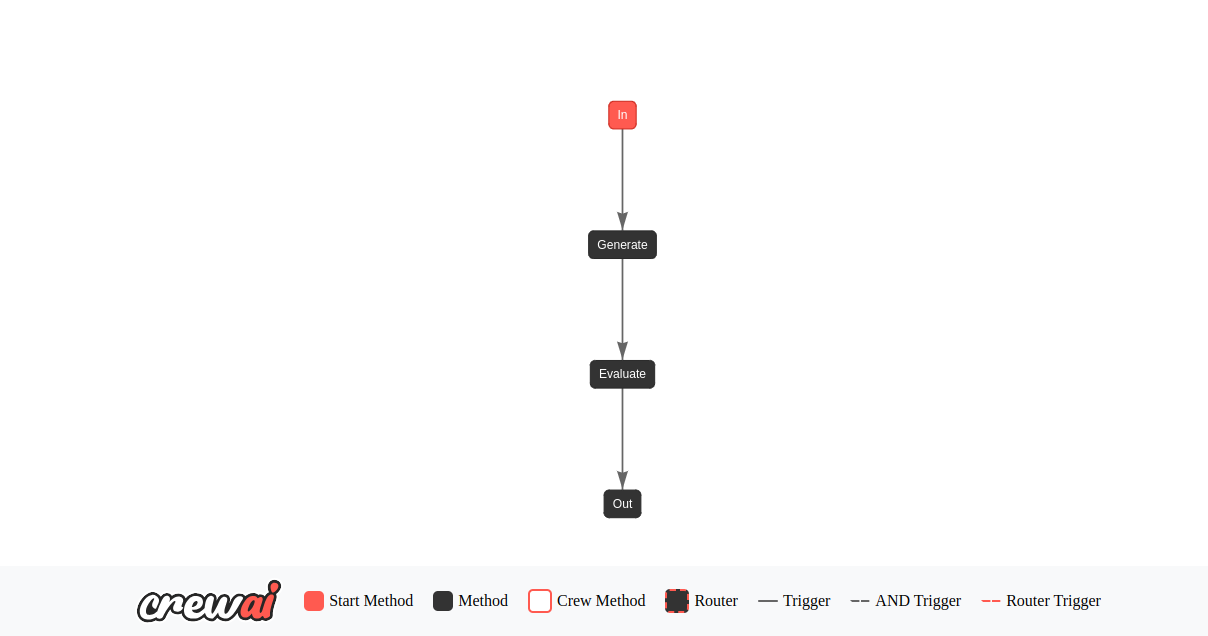 In
Generate
Evaluate
Out
crewai Start Method Method Crew Method Router Trigger AND Trigger Router Trigger